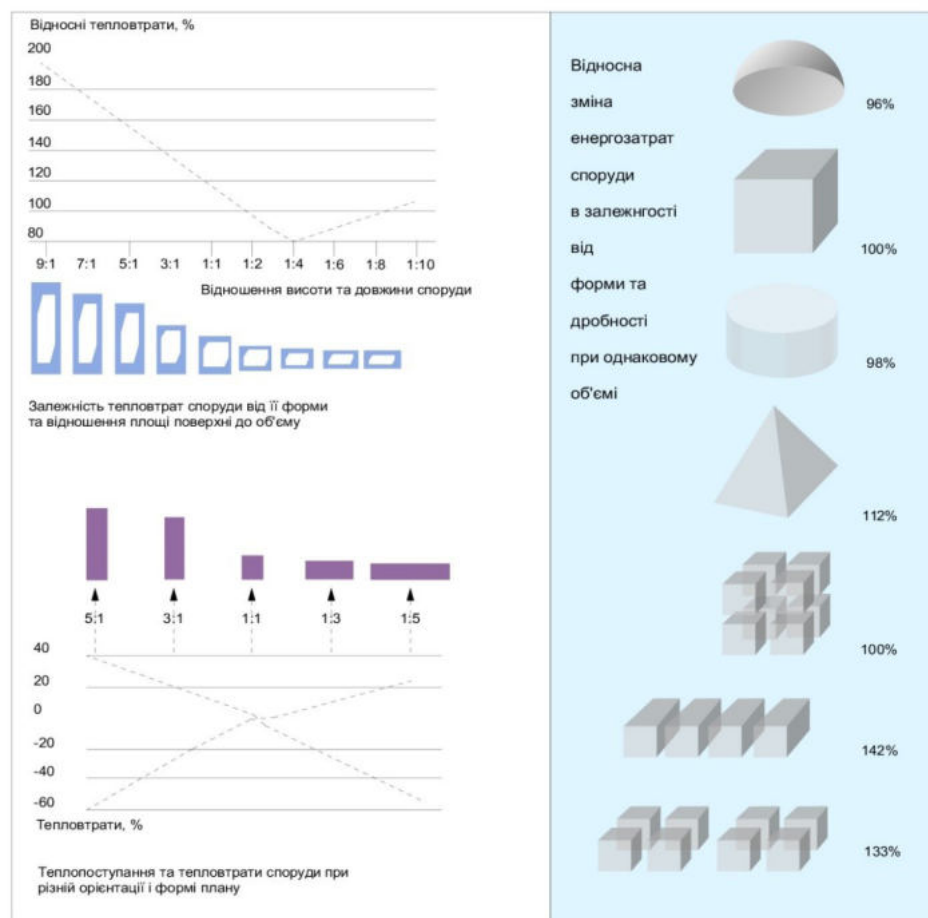 Відносні тепловтрати, %
200
180
160
140
120
100
80
9:1 7:1 5:1 3:1 1:1 1:2 1:4 1:6 1:8 1:10
Відношення висоти та довжини споруди
Залежність тепловтрат споруди від її форми
та відношення площі поверхні до об'єму
5:1 3:1 1:1 1:3 1:5
40
20
0
-20
-40
-60
Тепловтрати, %
Теплопоступання та тепловтрати споруди при
різній орієнтації і формі плану
Відносна
зміна
енергозатрат
споруди
в залежнгості
від
форми та
дробності
при однаковому
об'ємі
96%
100%
98%
112%
100%
142%
133%